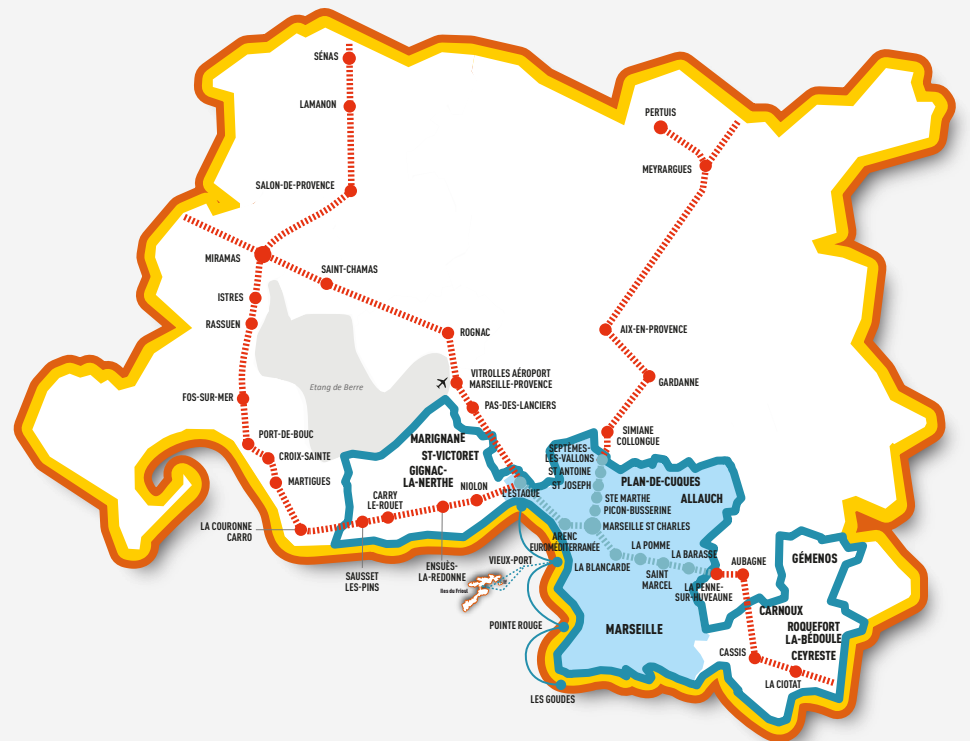 SÉNAS
LAMANON
PERTUIS
MEYRARGUES
SALON-DE-PROVENCE
MIRAMAS
SAINT-CHAMAS
ISTRES
RASSUEN
ROGNAC
AIX-EN-PROVENCE
Etang de Berre
VITROLLES AÉROPORT
MARSEILLE-PROVENCE
GARDANNE
FOS-SUR-MER
PAS-DES-LANCIERS
PORT-DE-BOUC
CROIX-SAINTE
MARTIGUES
MARIGNANE
ST-VICTORET
GIGNAC-
LA-NERTHE
SIMIANE
COLLONGUE
SEPTÈMES-
LES-VALLONS
ST ANTOINE
ST JOSEPH
PLAN-DE-CUQUES
ALLAUCH
NIOLON
L'ESTAQUE
CARRY
LE-ROUET
STE MARTHE
PICON-BUSSERINE
LA COURONNE
CARRO
MARSEILLE ST CHARLES
ARENC
EUROMÉDITERRANÉE
SAUSSET
LES-PINS
ENSUÈS-
LA-REDONNE
VIEUX-PORT
Iles du Frioul
LA BLANCARDE
LA POMME
SAINT
MARCEL
LA BARASSE
LA PENNE-
SUR-HUVEAUNE
AUBAGNE
GÉMENOS
CARNOUX
ROQUEFORT
LA-BÉDOULE
CEYRESTE
POINTE ROUGE
MARSEILLE
CASSIS
LA CIOTAT
LES GOUDES